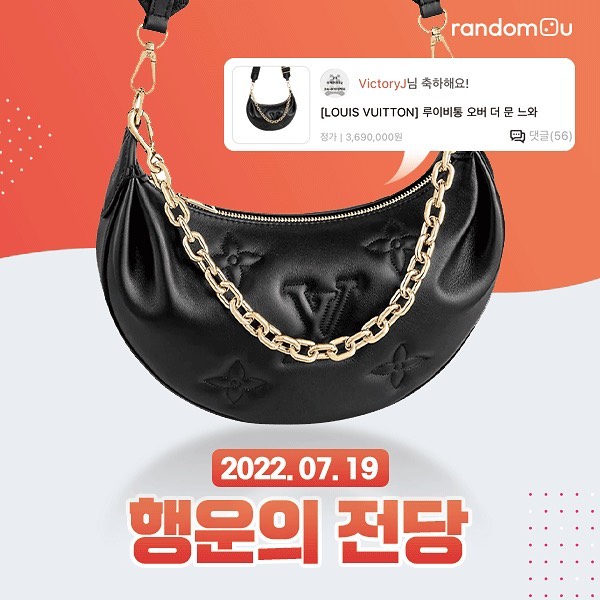 randomOu
VictoryJ님 축하해요!
[LOUIS VUITTON] 루이비통 오버 더 문 느와
정가 | 3,690,000원
댓글(56)
LV
2022. 07. 19
행운의 전당